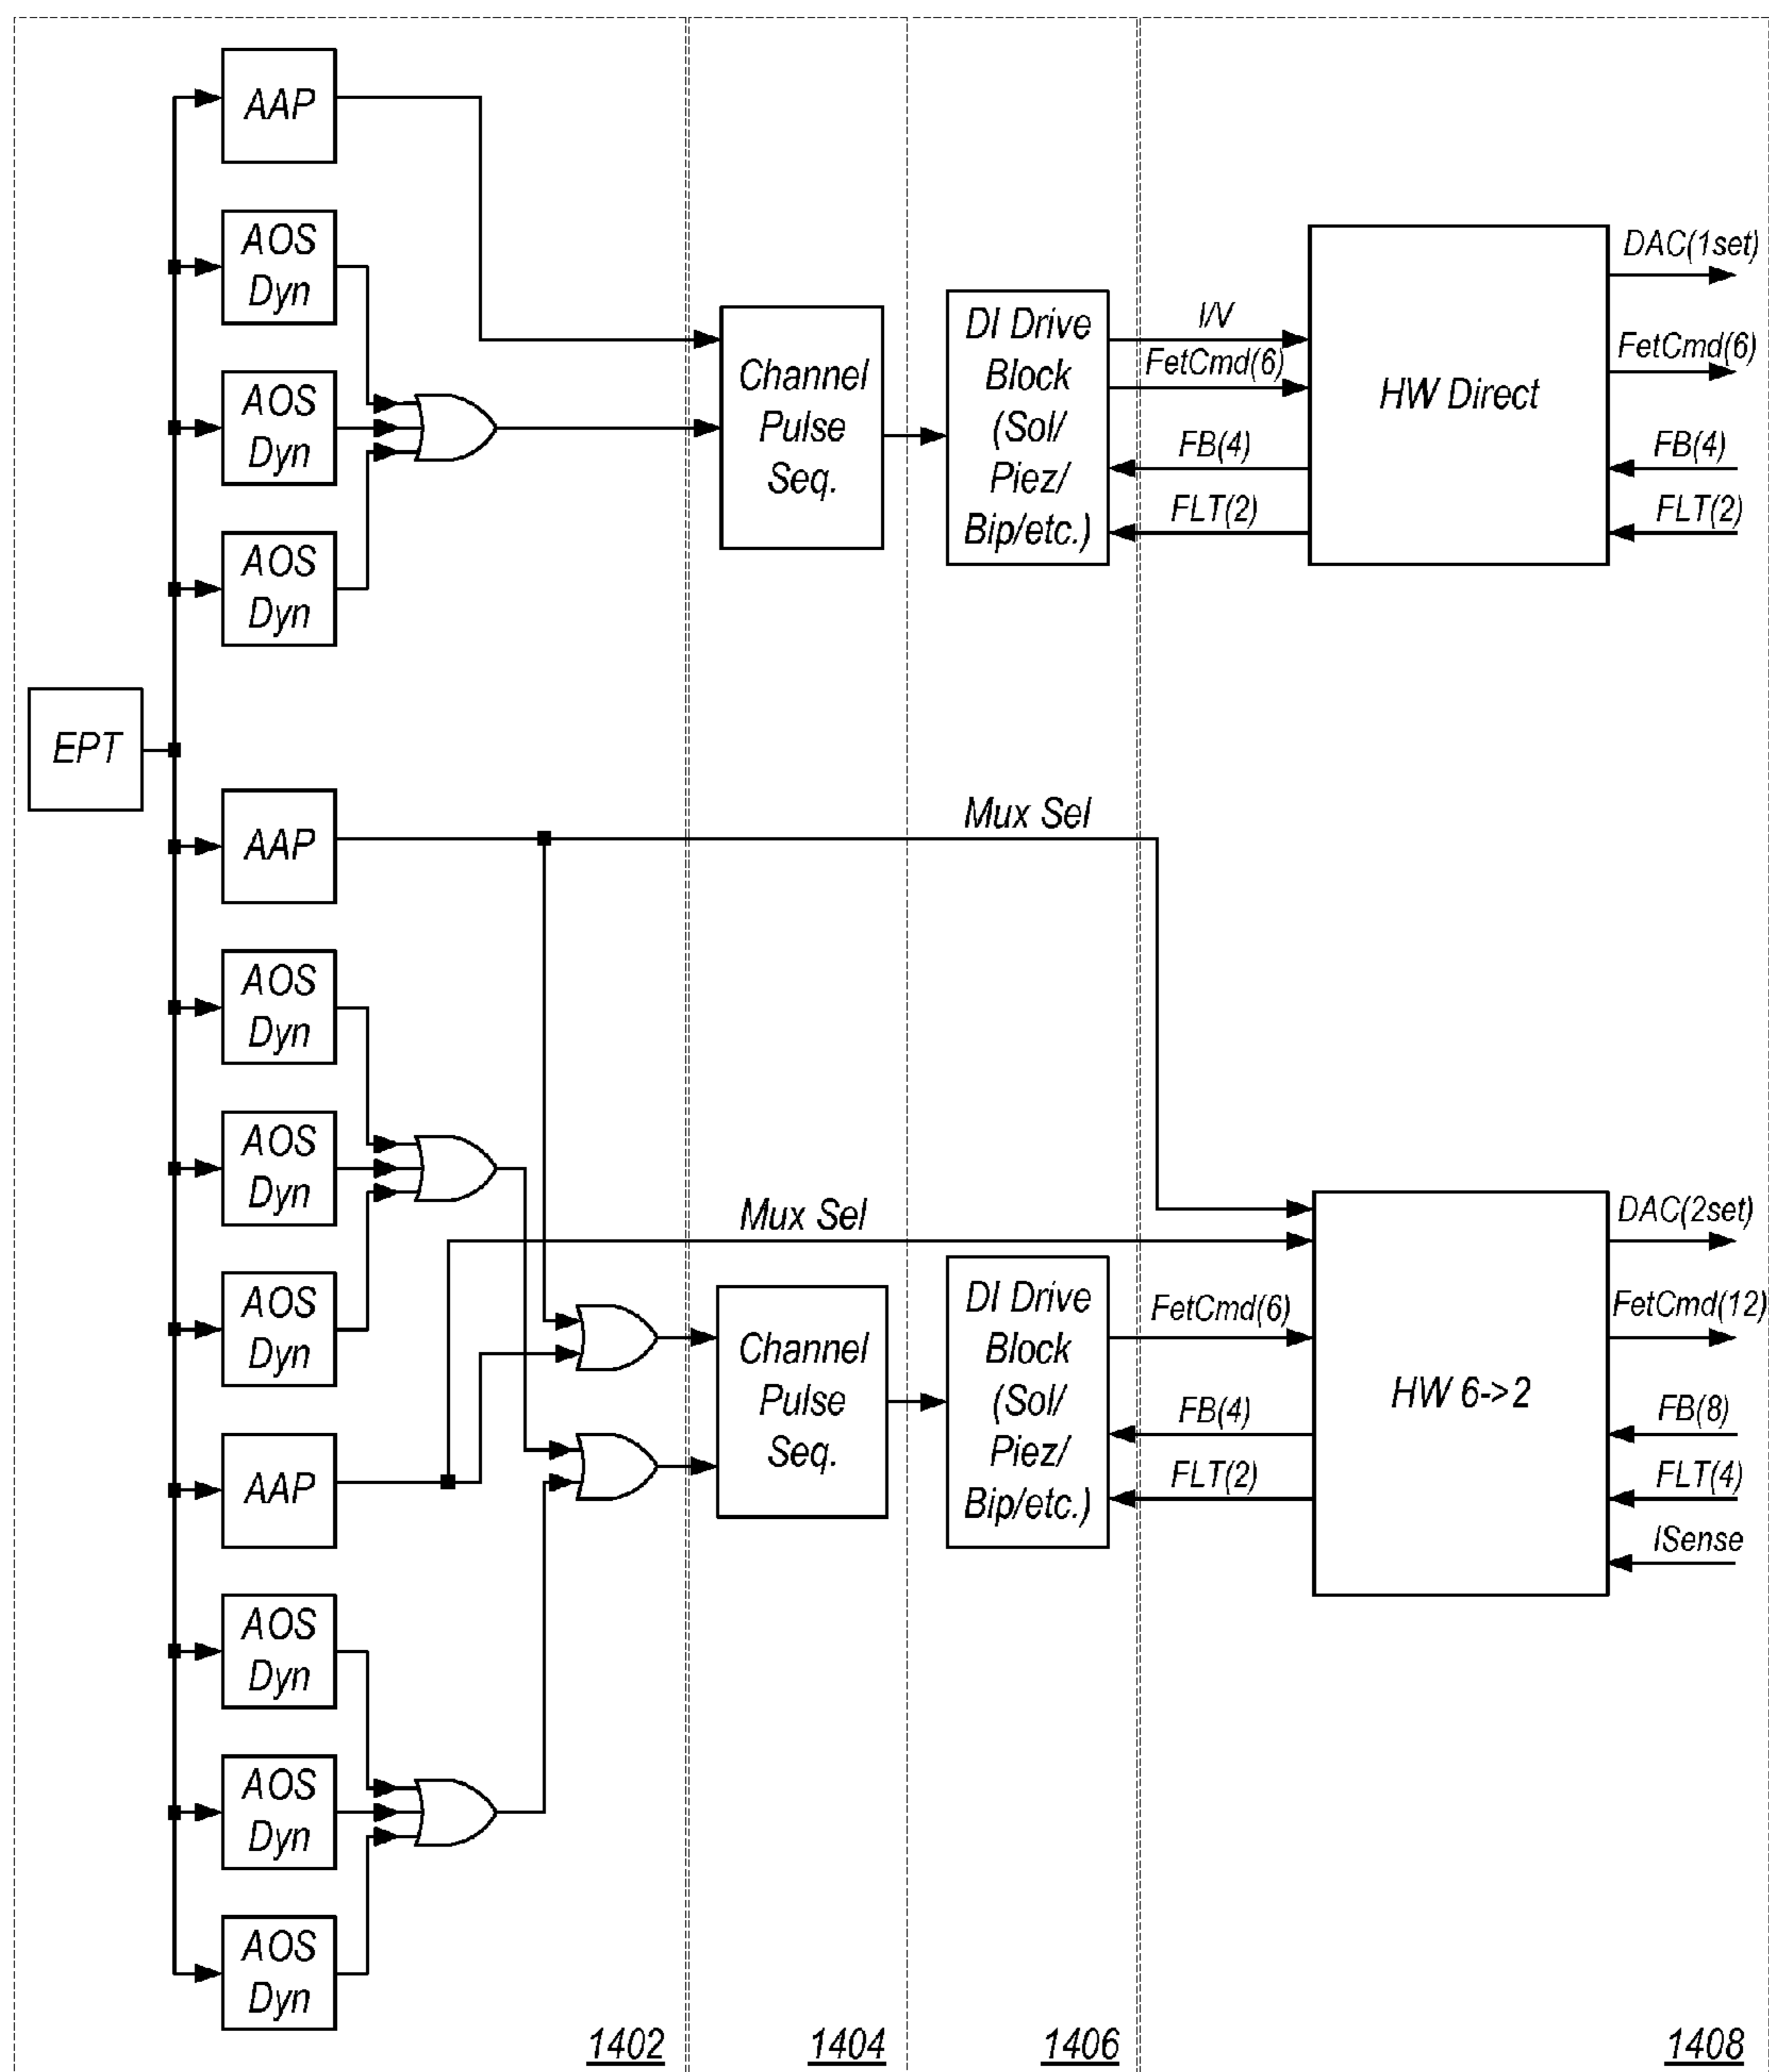 AAP
AOS
Dyn
AOS
Dyn
AOS
Dyn
Channel
Pulse
Seq.
DI Drive
Block
(Sol/
Piez/
Bip/etc.)
I/V
FetCmd(6)
FB(4)
FLT(2)
HW Direct
DAC(1set)
FetCmd(6)
FB(4)
FLT(2)
EPT
AAP
Mux Sel
AOS
Dyn
AOS
Dyn
AOS
Dyn
Mux Sel
AAP
AOS
Dyn
AOS
Dyn
AOS
Dyn
Channel
Pulse
Seq.
DI Drive
Block
(Sol/
Piez/
Bip/etc.)
FetCmd(6)
FB(4)
FLT(2)
HW 6->2
DAC(2set)
FetCmd(12)
FB(8)
FLT(4)
ISense
1402
1404
1406
1408